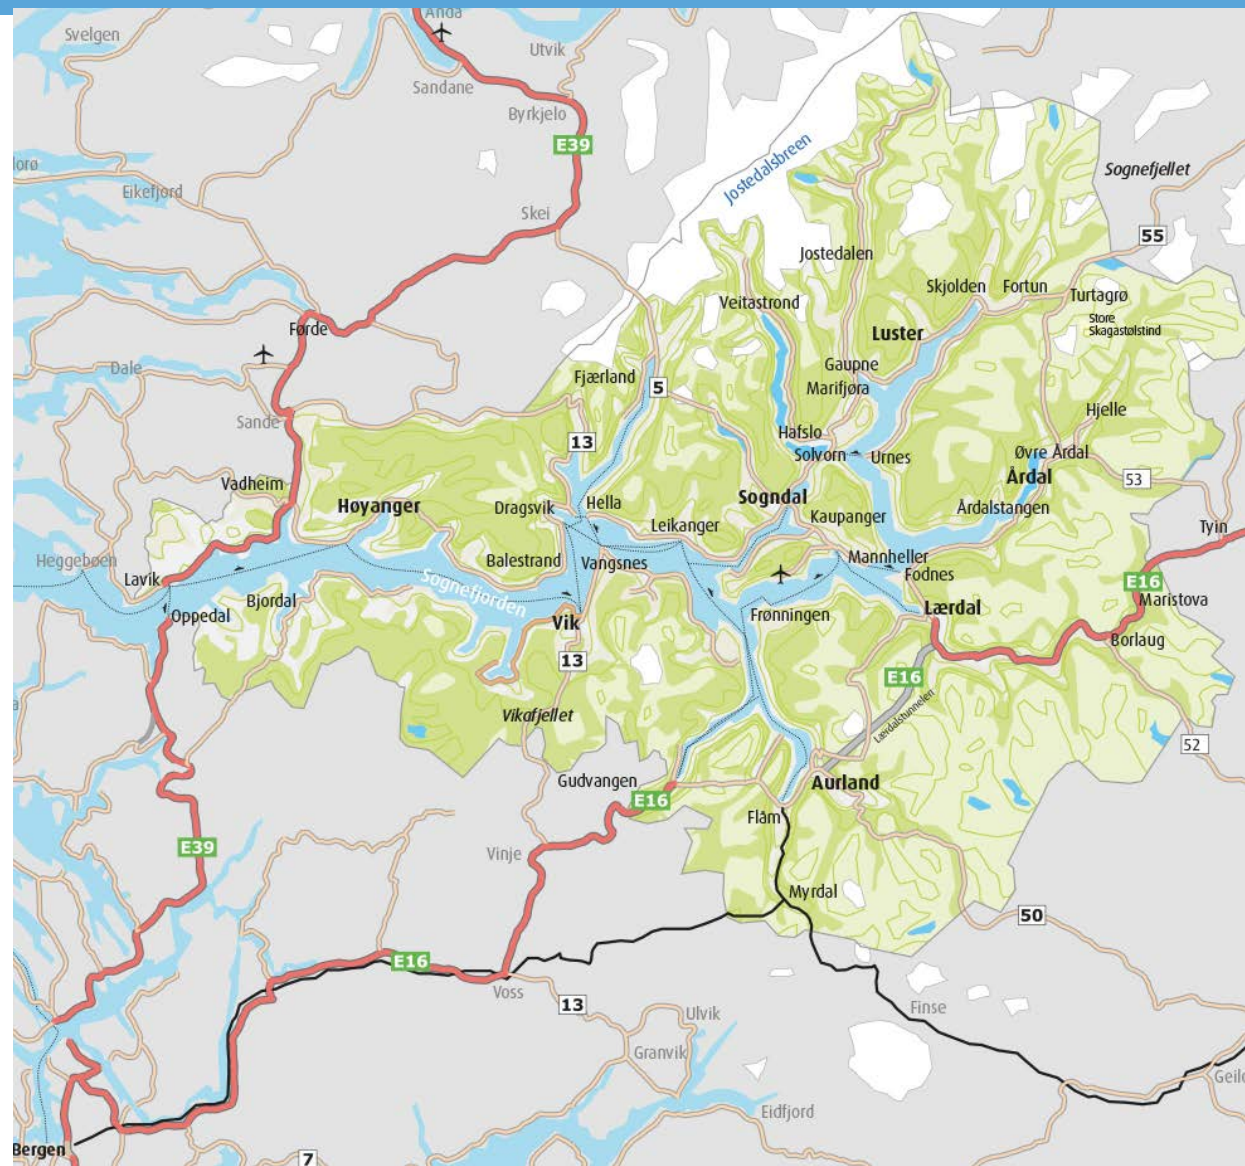 Anda
Svelgen
Utvik
Sandane
Byrkjelo
E39
lorø
Jostedalsbreen
Sognefjellet
Eikefjord
Skei
55
Jostedalen
Veitastrond
Skjolden
Fortun
Turtagrø
Store
Skagastølstind
Førde
Luster
Dale
Gaupne
Fjærland
5
Marifjøra
Hjelle
Sande
13
Hafslo
Solvorn
Urnes
Øvre Årdal
Årdal
53
Vadheim
Høyanger
Dragsvik
Hella
Sogndal
Kaupanger
Årdalstangen
Leikanger
Tyin
Heggebøen
Balestrand
Vangsnes
Mannheller
Lavik
Sognefjorden
Fodnes
E16
Bjordal
Oppedal
Maristova
Vik
Frønningen
Lærdal
Borlaug
13
E16
Vikafjellet
Lærdalstunnelen
52
Gudvangen
Aurland
E16
Flåm
E39
Vinje
Myrdal
50
E16
Voss
13
Finse
Ulvik
Granvik
Geilo
Eidfjord
Bergen
7